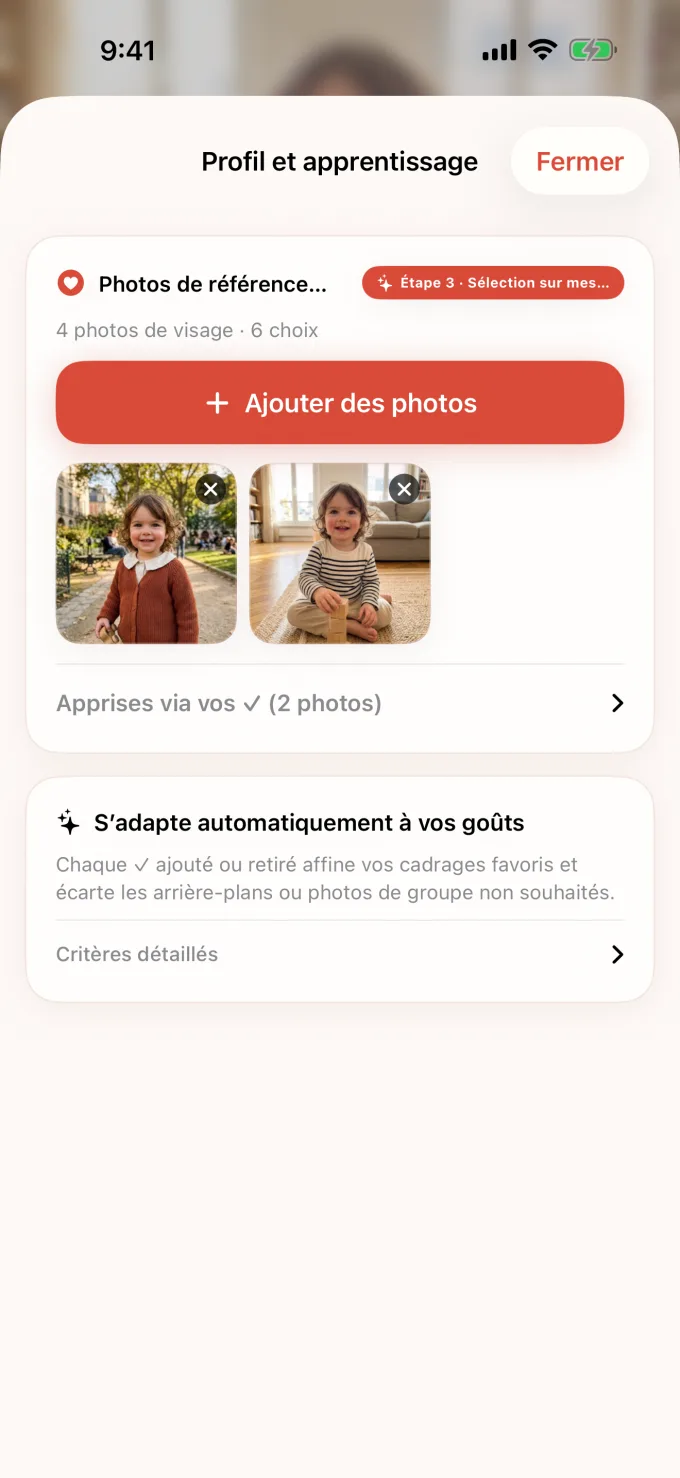 9:41
Profil et apprentissage
Fermer
Photos de référence...
Étape 3 · Sélection sur mes...
4 photos de visage · 6 choix
+ Ajouter des photos
Apprises via vos ✓ (2 photos)
S’adapte automatiquement à vos goûts
Chaque ✓ ajouté ou retiré affine vos cadrages favoris et
écarte les arrière-plans ou photos de groupe non souhaités.
Critères détaillés